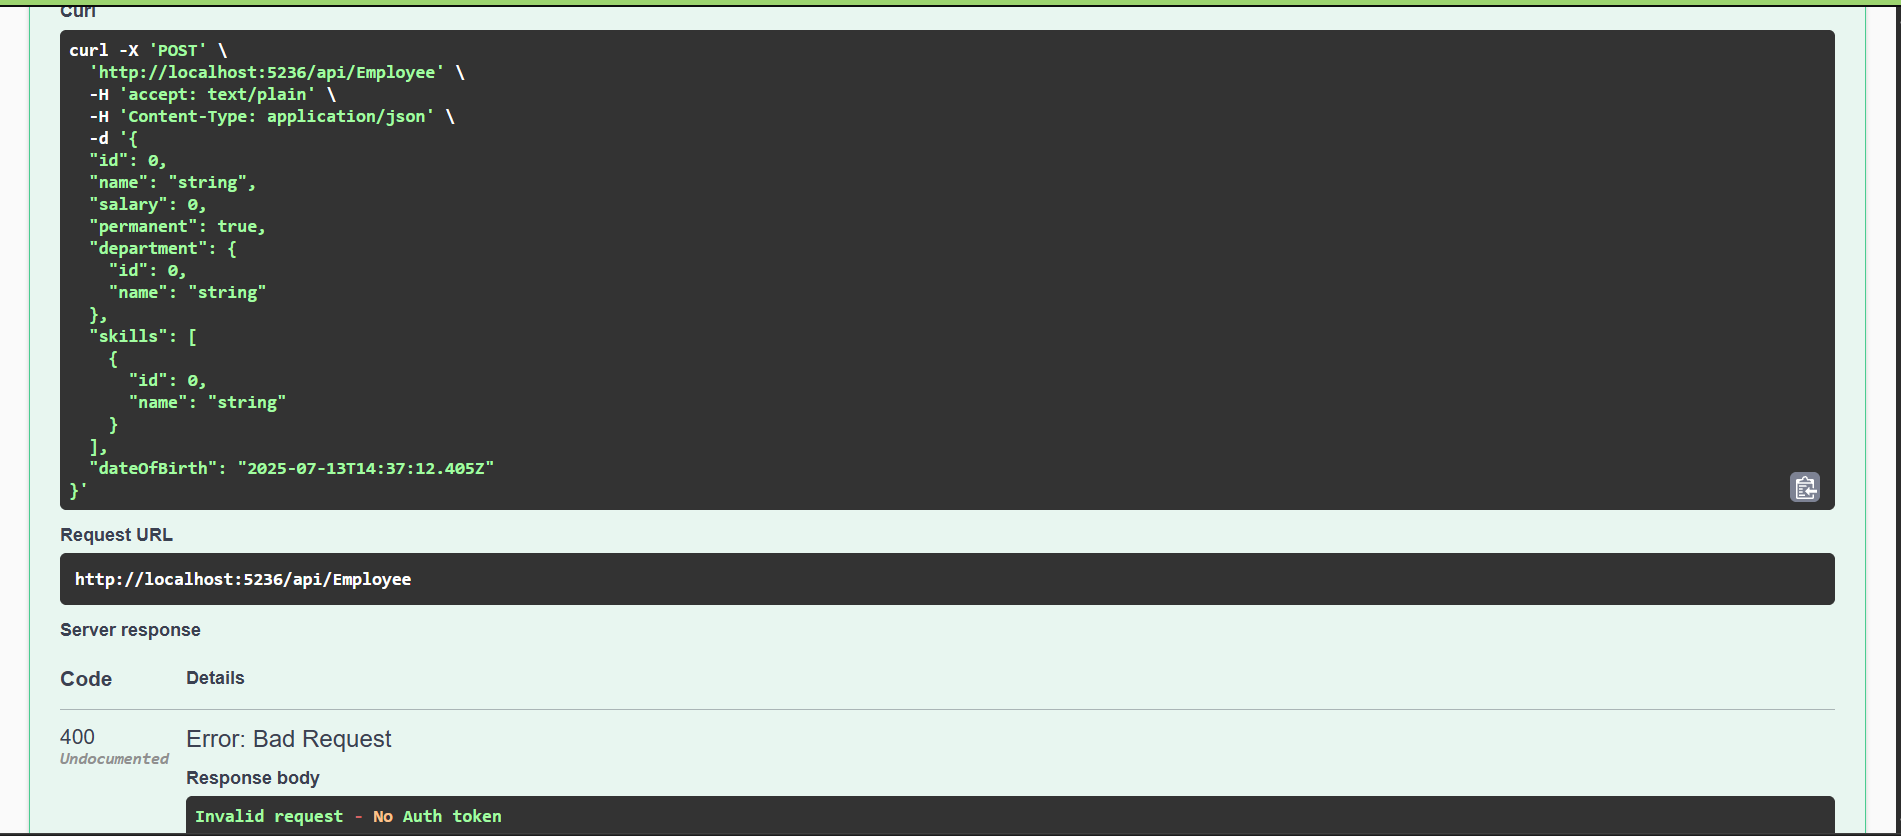 Curl
curl -X 'POST' \
  'http://localhost:5236/api/Employee' \
  -H 'accept: text/plain' \
  -H 'Content-Type: application/json' \
  -d '{
  "id": 0,
  "name": "string",
  "salary": 0,
  "permanent": true,
  "department": {
    "id": 0,
    "name": "string"
  },
  "skills": [
    {
      "id": 0,
      "name": "string"
    }
  ],
  "dateOfBirth": "2025-07-13T14:37:12.405Z"
}'
Request URL
http://localhost:5236/api/Employee
Server response
Code Details
400 Error: Bad Request
Undocumented
Response body
Invalid request - No Auth token